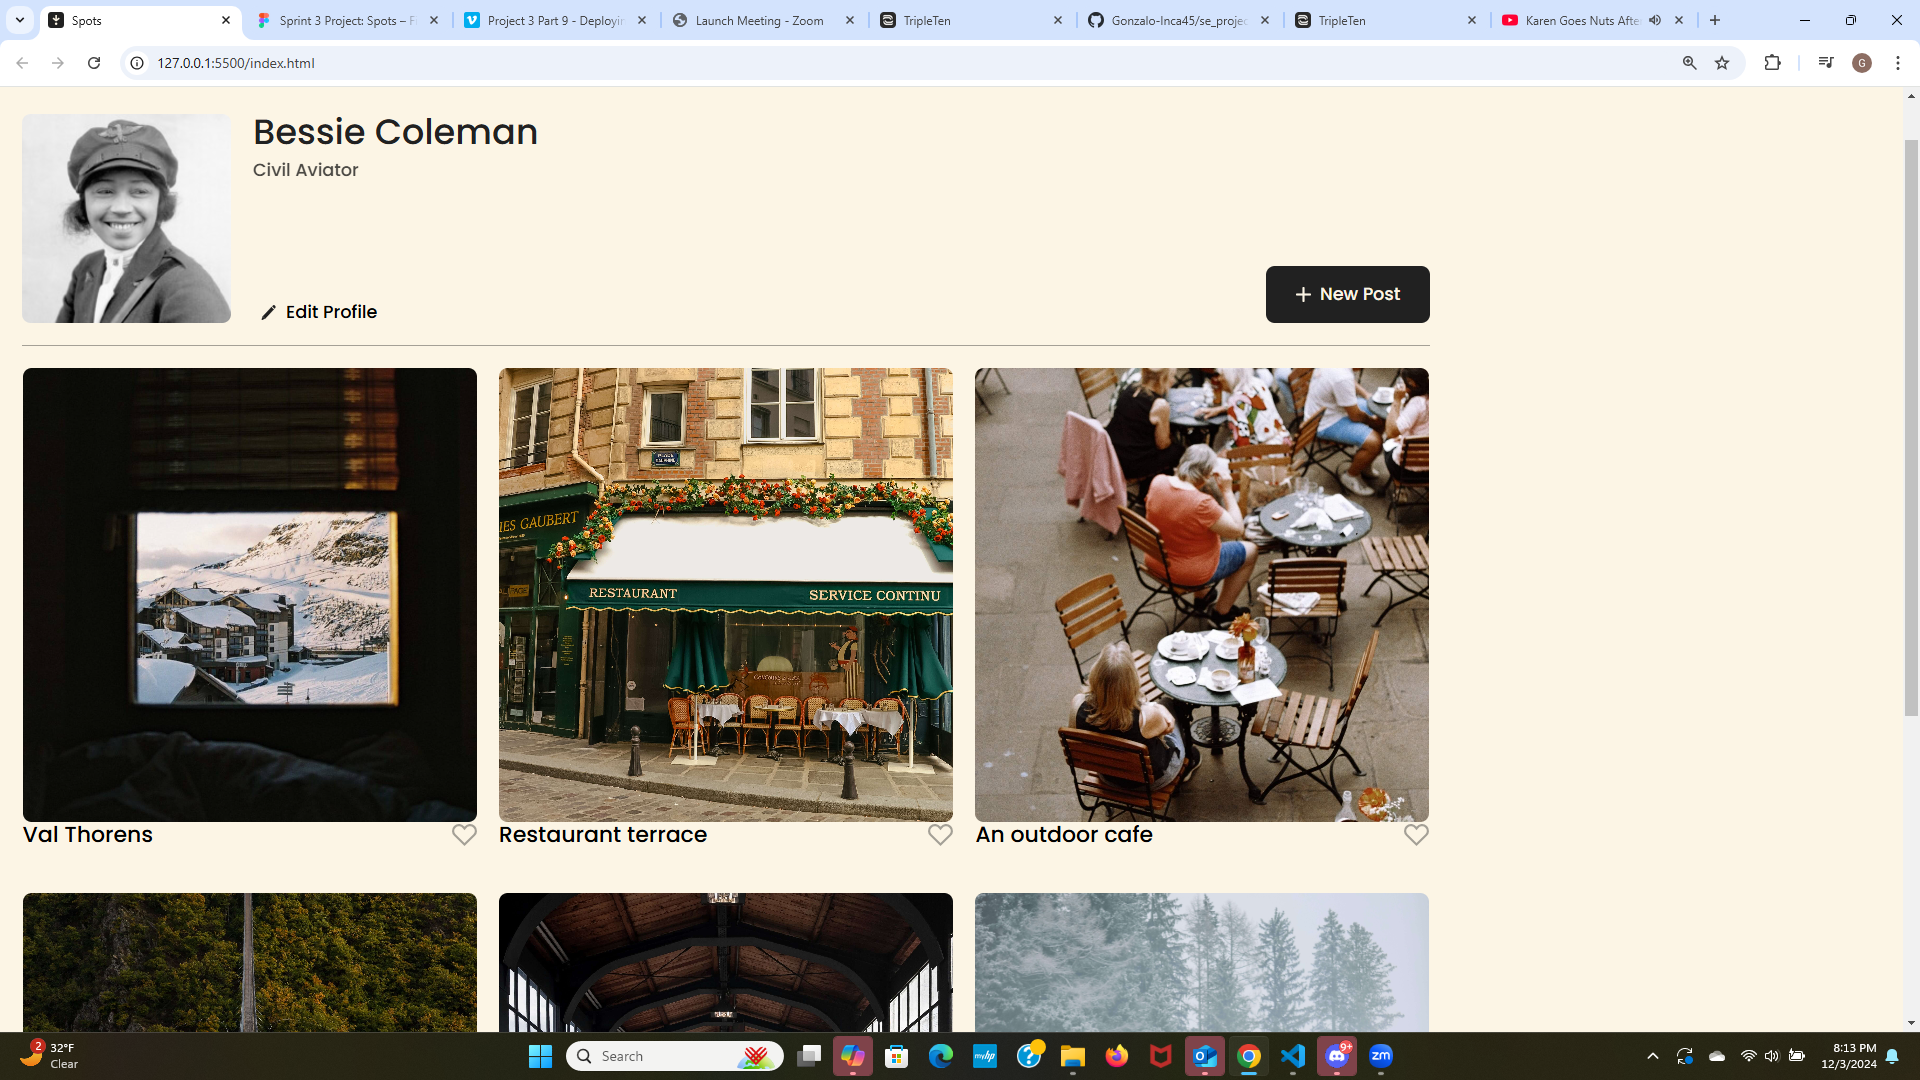 Spots
Sprint 3 Project: Spots – F
Project 3 Part 9 - Deployin
Launch Meeting - Zoom
TripleTen
Gonzalo-Inca45/se_projec
TripleTen
Karen Goes Nuts Afte
127.0.0.1:5500/index.html
G
Bessie Coleman
Civil Aviator
Edit Profile
New Post
IES GAUBERT
RESTAURANT
SERVICE CONTINU
Val Thorens
Restaurant terrace
An outdoor cafe
2
32°F
Clear
Search
myhp
9+
zm
8:13 PM
12/3/2024